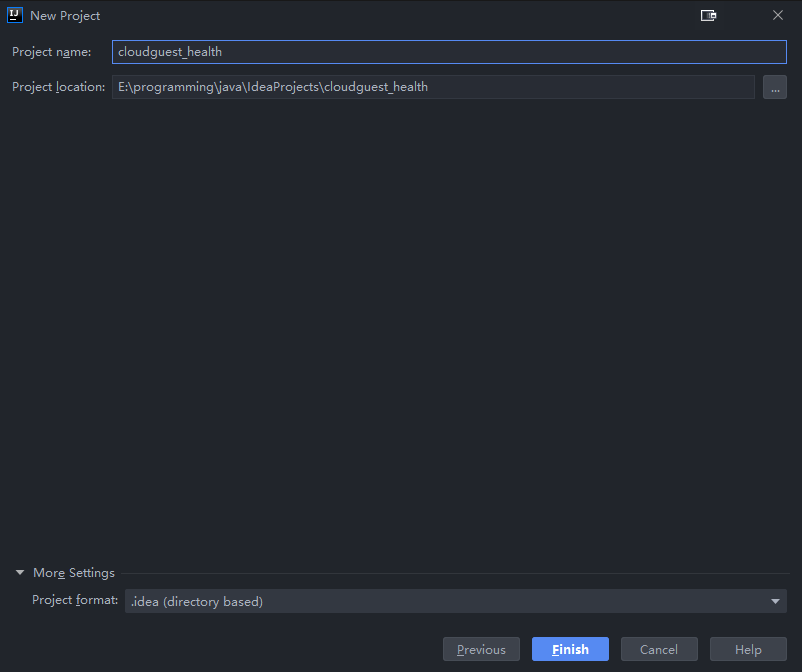 IJ New Project
Project name: cloudguest_health
Project location: E:\programming\java\IdeaProjects\cloudguest_health ...
More Settings
Project format: .idea (directory based)
Previous Finish Cancel Help